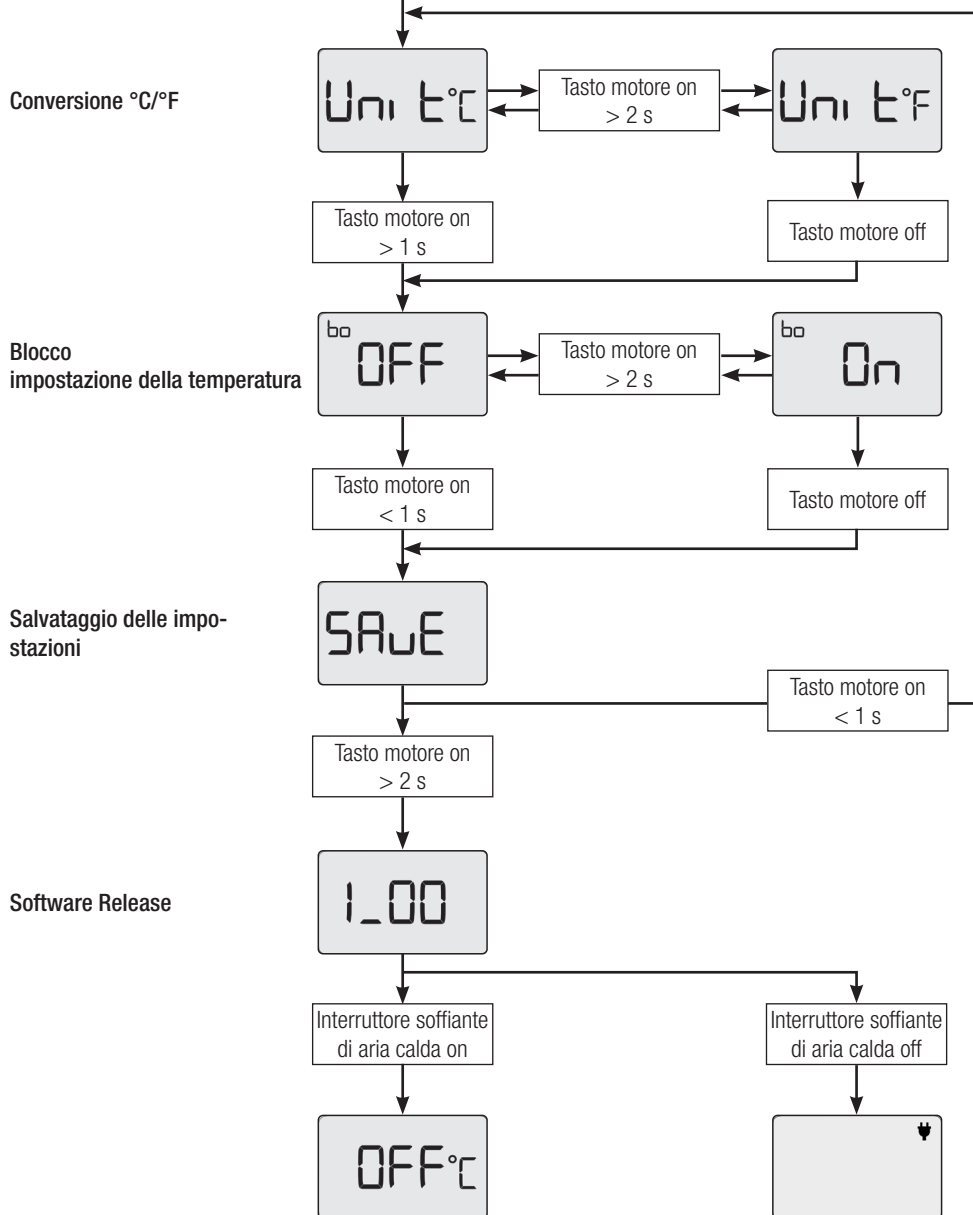 Conversione °C/°F
Unit°C
Tasto motore on
> 2 s
Unit°F
Tasto motore on
> 1 s
Tasto motore off
Blocco
impostazione della temperatura
bo
OFF
Tasto motore on
> 2 s
bo
On
Tasto motore on
< 1 s
Tasto motore off
Salvataggio delle impo-
stazioni
SAvE
Tasto motore on
< 1 s
Tasto motore on
> 2 s
Software Release
1_00
Interruttore soffiante
di aria calda on
Interruttore soffiante
di aria calda off
OFF°C